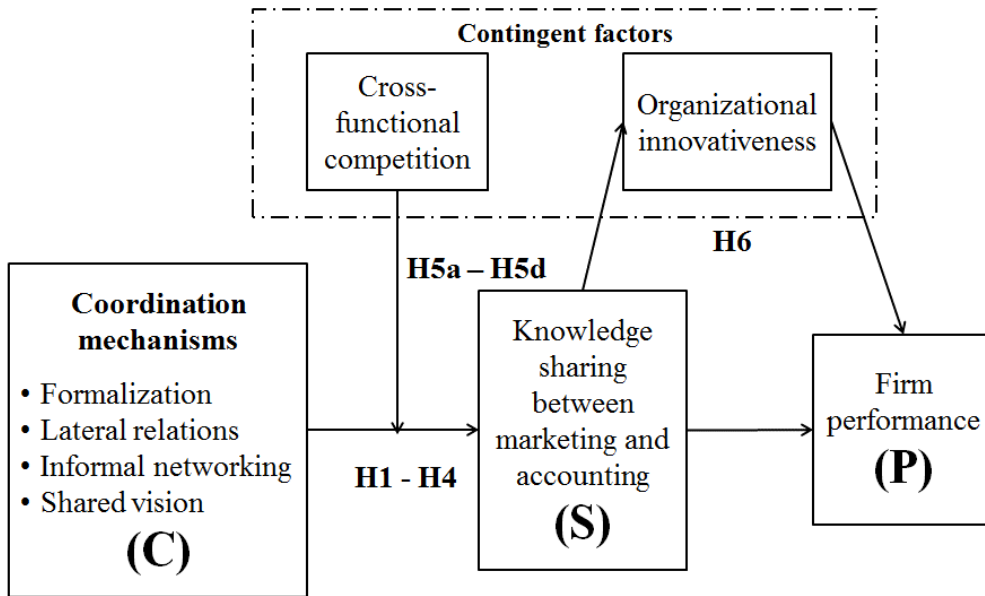 Contingent factors
Cross-
functional
competition
Organizational
innovativeness
H6
H5a – H5d
Coordination
mechanisms
• Formalization
• Lateral relations
• Informal networking
• Shared vision
(C)
H1 - H4
Knowledge
sharing
between
marketing and
accounting
(S)
Firm
performance
(P)